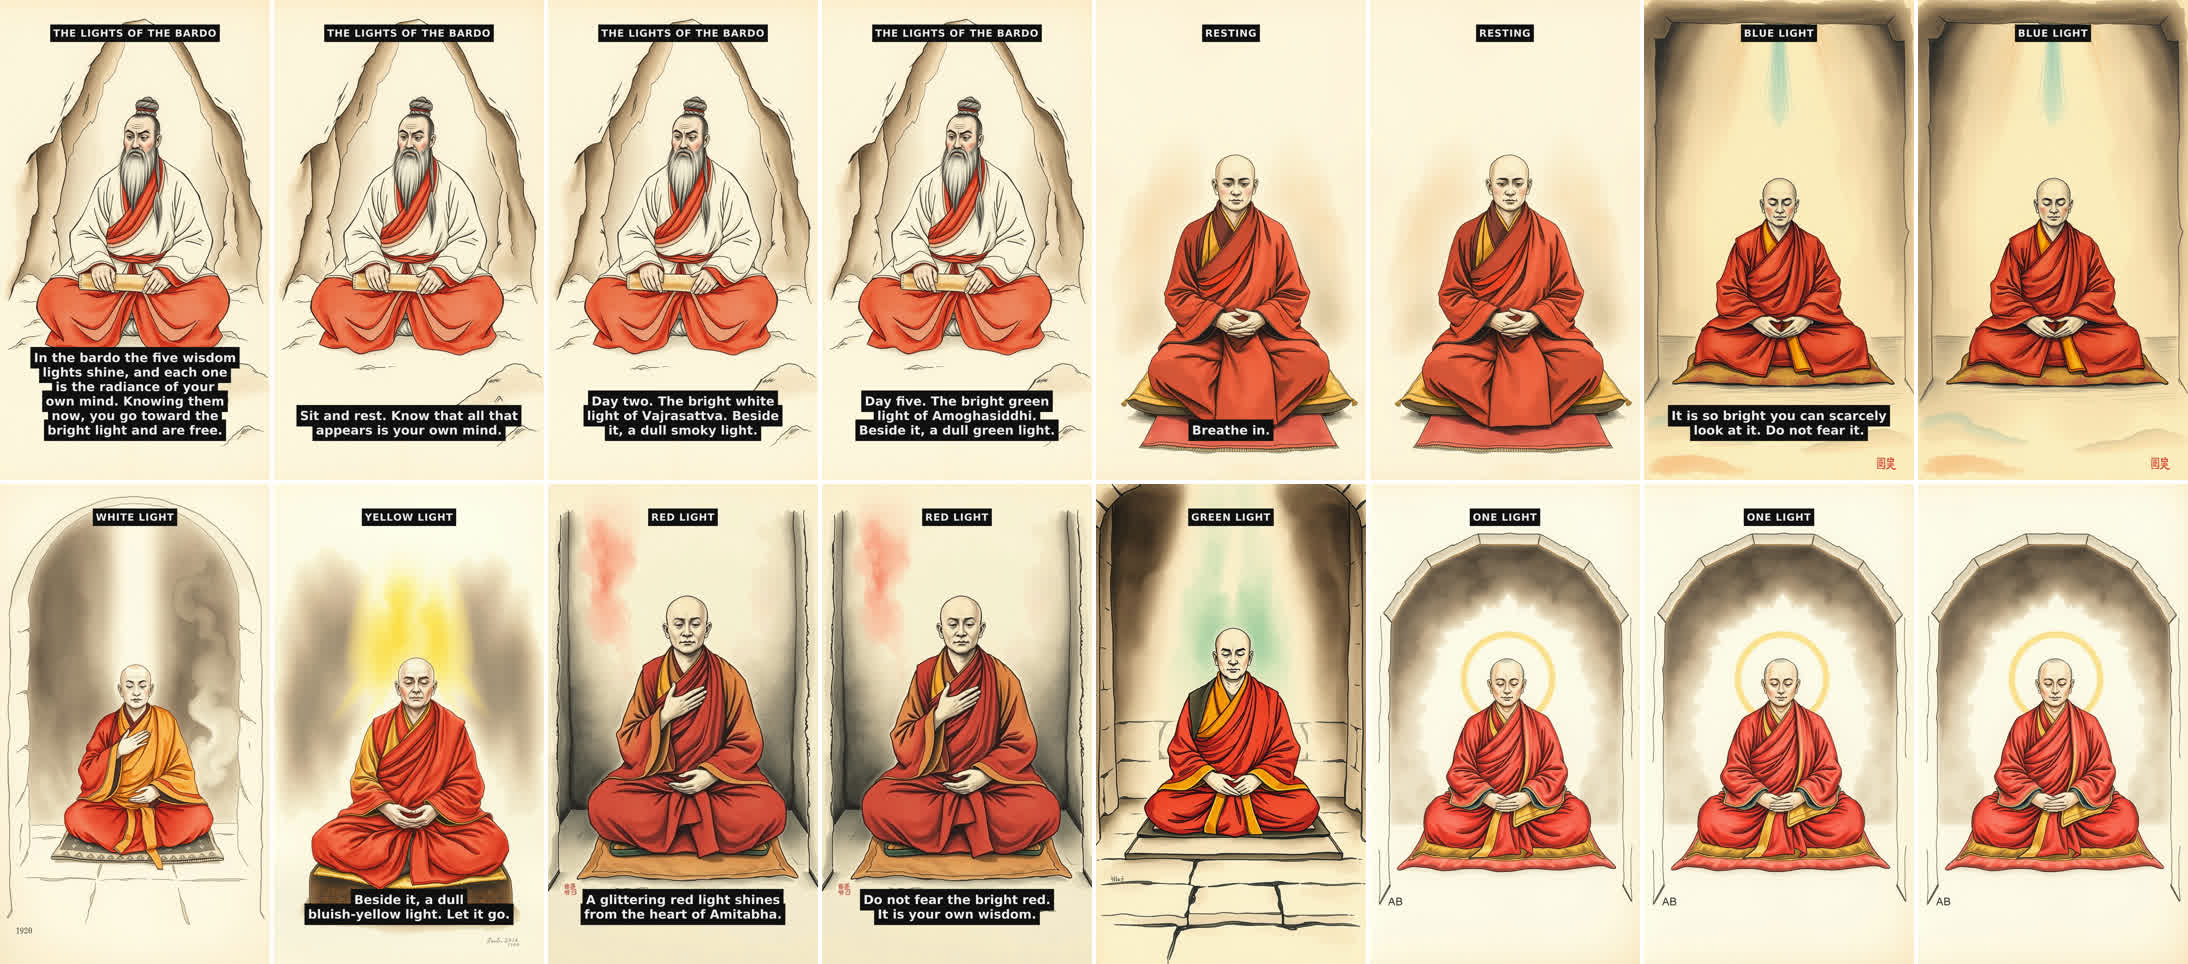 THE LIGHTS OF THE BARDO
In the bardo the five wisdom
lights shine, and each one
is the radiance of your
own mind. Knowing them
now, you go toward the
bright light and are free.
THE LIGHTS OF THE BARDO
Sit and rest. Know that all that
appears is your own mind.
THE LIGHTS OF THE BARDO
Day two. The bright white
light of Vajrasattva. Beside
it, a dull smoky light.
THE LIGHTS OF THE BARDO
Day five. The bright green
light of Amoghasiddhi.
Beside it, a dull green light.
RESTING
Breathe in.
RESTING
BLUE LIGHT
It is so bright you can scarcely
look at it. Do not fear it.
BLUE LIGHT
WHITE LIGHT
1920
YELLOW LIGHT
Beside it, a dull
bluish-yellow light. Let it go.
RED LIGHT
A glittering red light shines
from the heart of Amitabha.
RED LIGHT
Do not fear the bright red.
It is your own wisdom.
GREEN LIGHT
ONE LIGHT
AB
ONE LIGHT
AB
AB